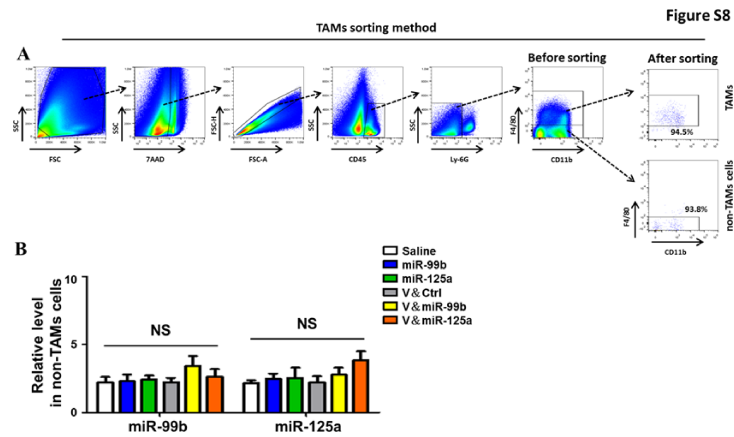 Figure S8
TAMs sorting method
A
Before sorting
After sorting
SSC
FSC
SSC
7AAD
FSC-H
FSC-A
SSC
CD45
SSC
Ly-6G
F4/80
CD11b
94.5%
TAMs
93.8%
F4/80
CD11b
non-TAMs cells
B
Relative level
in non-TAMs cells
10
5
0
NS
NS
miR-99b
miR-125a
Saline
miR-99b
miR-125a
V&Ctrl
V&miR-99b
V&miR-125a